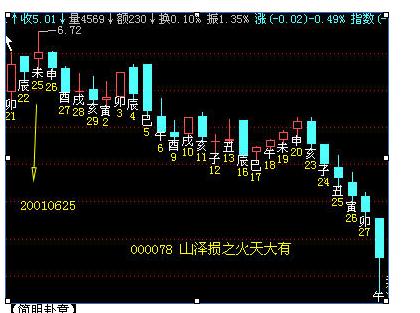 ↑收5.01↓量4569↓额230↓换0.10% 振1.35% 涨(-0.02)-0.49% 指数(-
6.72
卯
21
辰
22
未
25
申
26
酉
27
戌
28
亥
29
寅
2
卯
3
辰
4
巳
5
午
6
酉
9
戌
10
亥
11
子
12
丑
13
辰
16
巳
17
午
18
未
19
申
20
亥
23
子
24
丑
25
寅
26
卯
27
午
20010625
000078 山泽损之火天大有
【简明卦